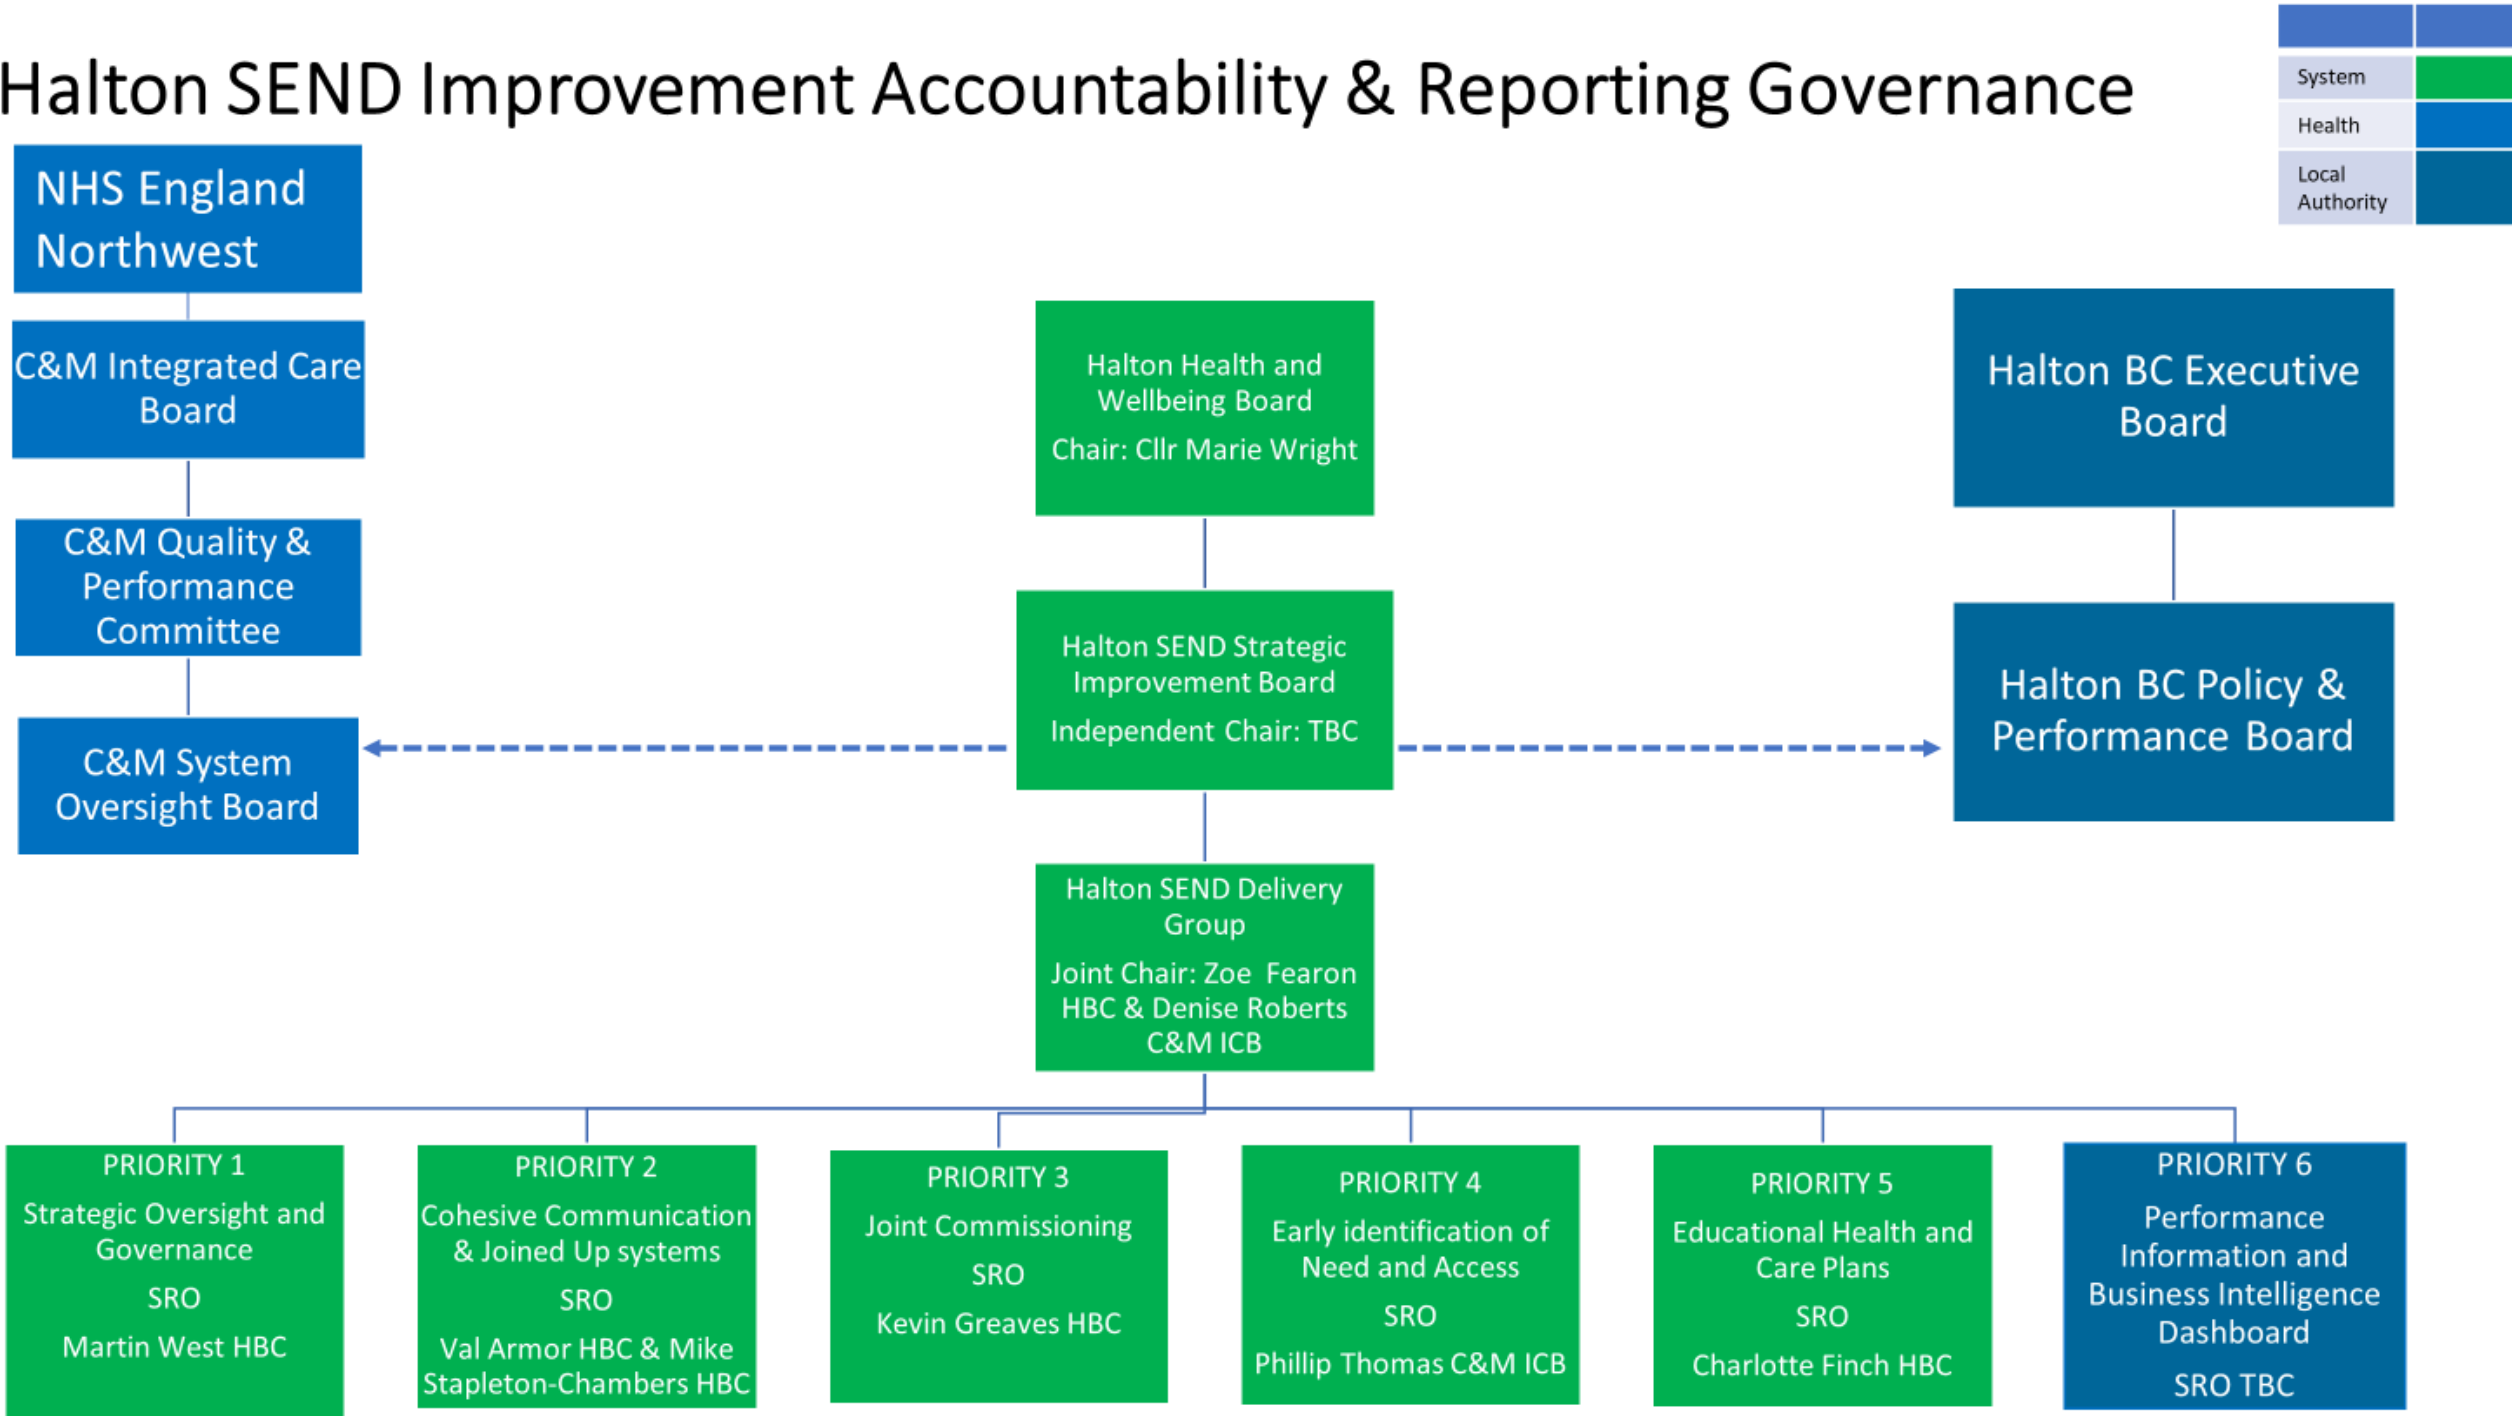 Halton SEND Improvement Accountability & Reporting Governance
System
Health
Local
Authority
NHS England
Northwest
C&M Integrated Care
Board
C&M Quality &
Performance
Committee
C&M System
Oversight Board
Halton Health and
Wellbeing Board
Chair: Cllr Marie Wright
Halton SEND Strategic
Improvement Board
Independent Chair: TBC
Halton BC Executive
Board
Halton BC Policy &
Performance Board
Halton SEND Delivery
Group
Joint Chair: Zoe Fearon
HBC & Denise Roberts
C&M ICB
PRIORITY 1
Strategic Oversight and
Governance
SRO
Martin West HBC
PRIORITY 2
Cohesive Communication
& Joined Up systems
SRO
Val Armor HBC & Mike
Stapleton-Chambers HBC
PRIORITY 3
Joint Commissioning
SRO
Kevin Greaves HBC
PRIORITY 4
Early identification of
Need and Access
SRO
Phillip Thomas C&M ICB
PRIORITY 5
Educational Health and
Care Plans
SRO
Charlotte Finch HBC
PRIORITY 6
Performance
Information and
Business Intelligence
Dashboard
SRO TBC